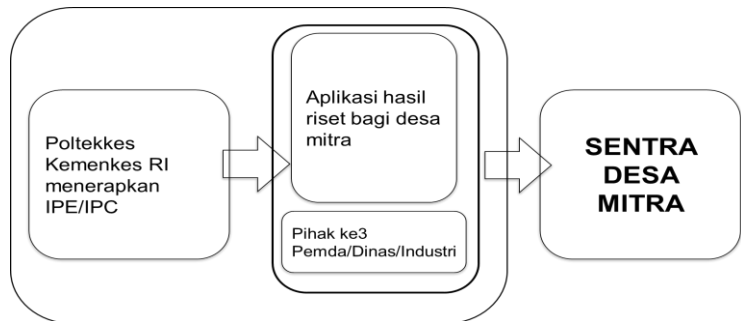 Poltekkes
Kemenkes RI
menerapkan
IPE/IPC
Aplikasi hasil
riset bagi desa
mitra
Pihak ke3
Pemda/Dinas/Industri
SENTRA
DESA
MITRA